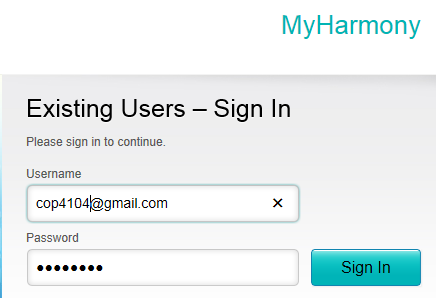 MyHarmony
Existing Users – Sign In
Please sign in to continue.
Username
cop4104@gmail.com ×
Password
●●●●●●●●
Sign In